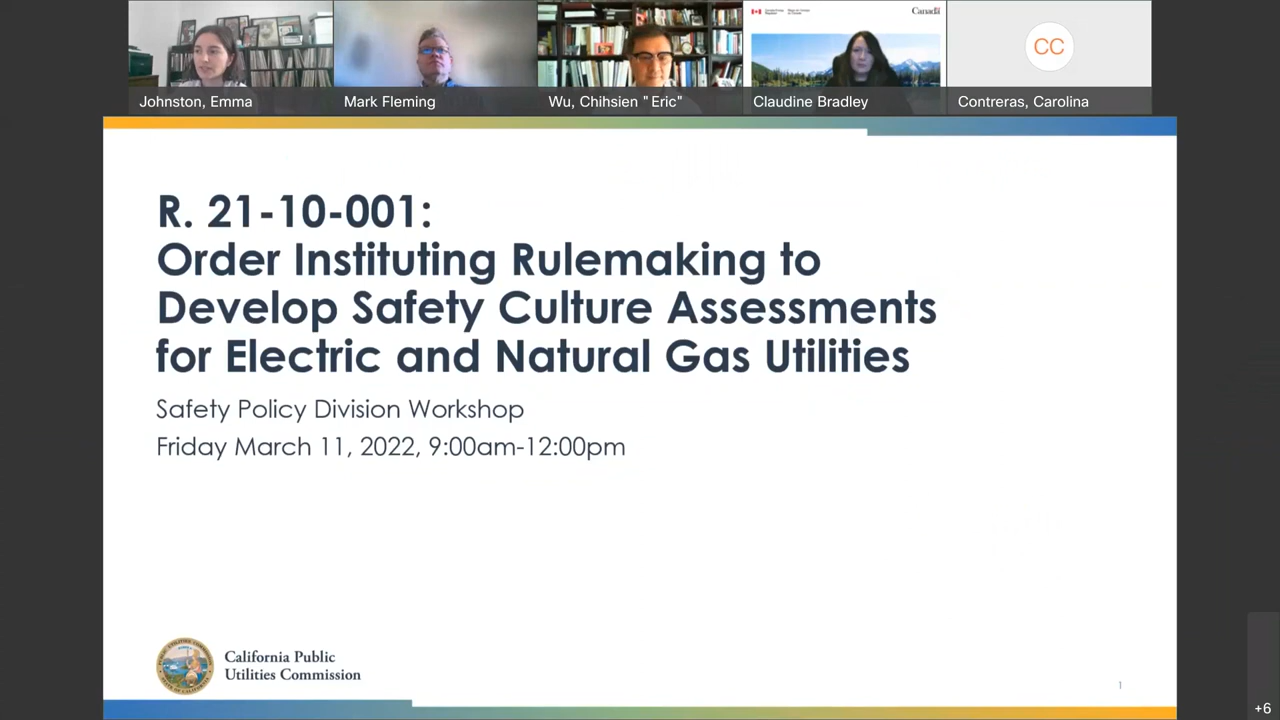 Johnston, Emma
Mark Fleming
Wu, Chihsien "Eric"
Claudine Bradley
Canada
CC
Contreras, Carolina
R. 21-10-001:
Order Instituting Rulemaking to
Develop Safety Culture Assessments
for Electric and Natural Gas Utilities
Safety Policy Division Workshop
Friday March 11, 2022, 9:00am-12:00pm
California Public
Utilities Commission
1
+6